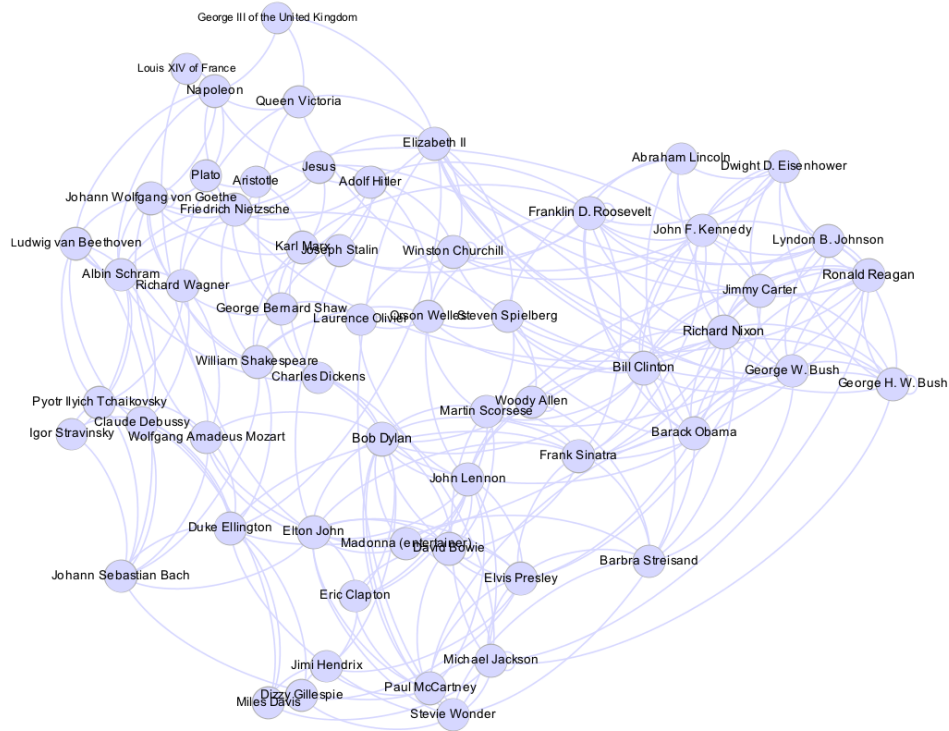 George III of the United Kingdom
Louis XIV of France
Napoleon
Queen Victoria
Elizabeth II
Abraham Lincoln
Dwight D. Eisenhower
Jesus
Plato
Aristotle
Adolf Hitler
Johann Wolfgang von Goethe
Friedrich Nietzsche
Franklin D. Roosevelt
John F. Kennedy
Lyndon B. Johnson
Ludwig van Beethoven
Karl Marx
Joseph Stalin
Winston Churchill
Albin Schram
Richard Wagner
Ronald Reagan
Jimmy Carter
George Bernard Shaw
Laurence Olivier
Orson Welles
Steven Spielberg
Richard Nixon
William Shakespeare
Charles Dickens
Bill Clinton
George W. Bush
George H. W. Bush
Pyotr Ilyich Tchaikovsky
Claude Debussy
Igor Stravinsky
Wolfgang Amadeus Mozart
Woody Allen
Martin Scorsese
Bob Dylan
Barack Obama
Frank Sinatra
John Lennon
Duke Ellington
Elton John
Madonna (entertainer)
David Bowie
Barbra Streisand
Johann Sebastian Bach
Elvis Presley
Eric Clapton
Jimi Hendrix
Michael Jackson
Paul McCartney
Dizzy Gillespie
Miles Davis
Stevie Wonder